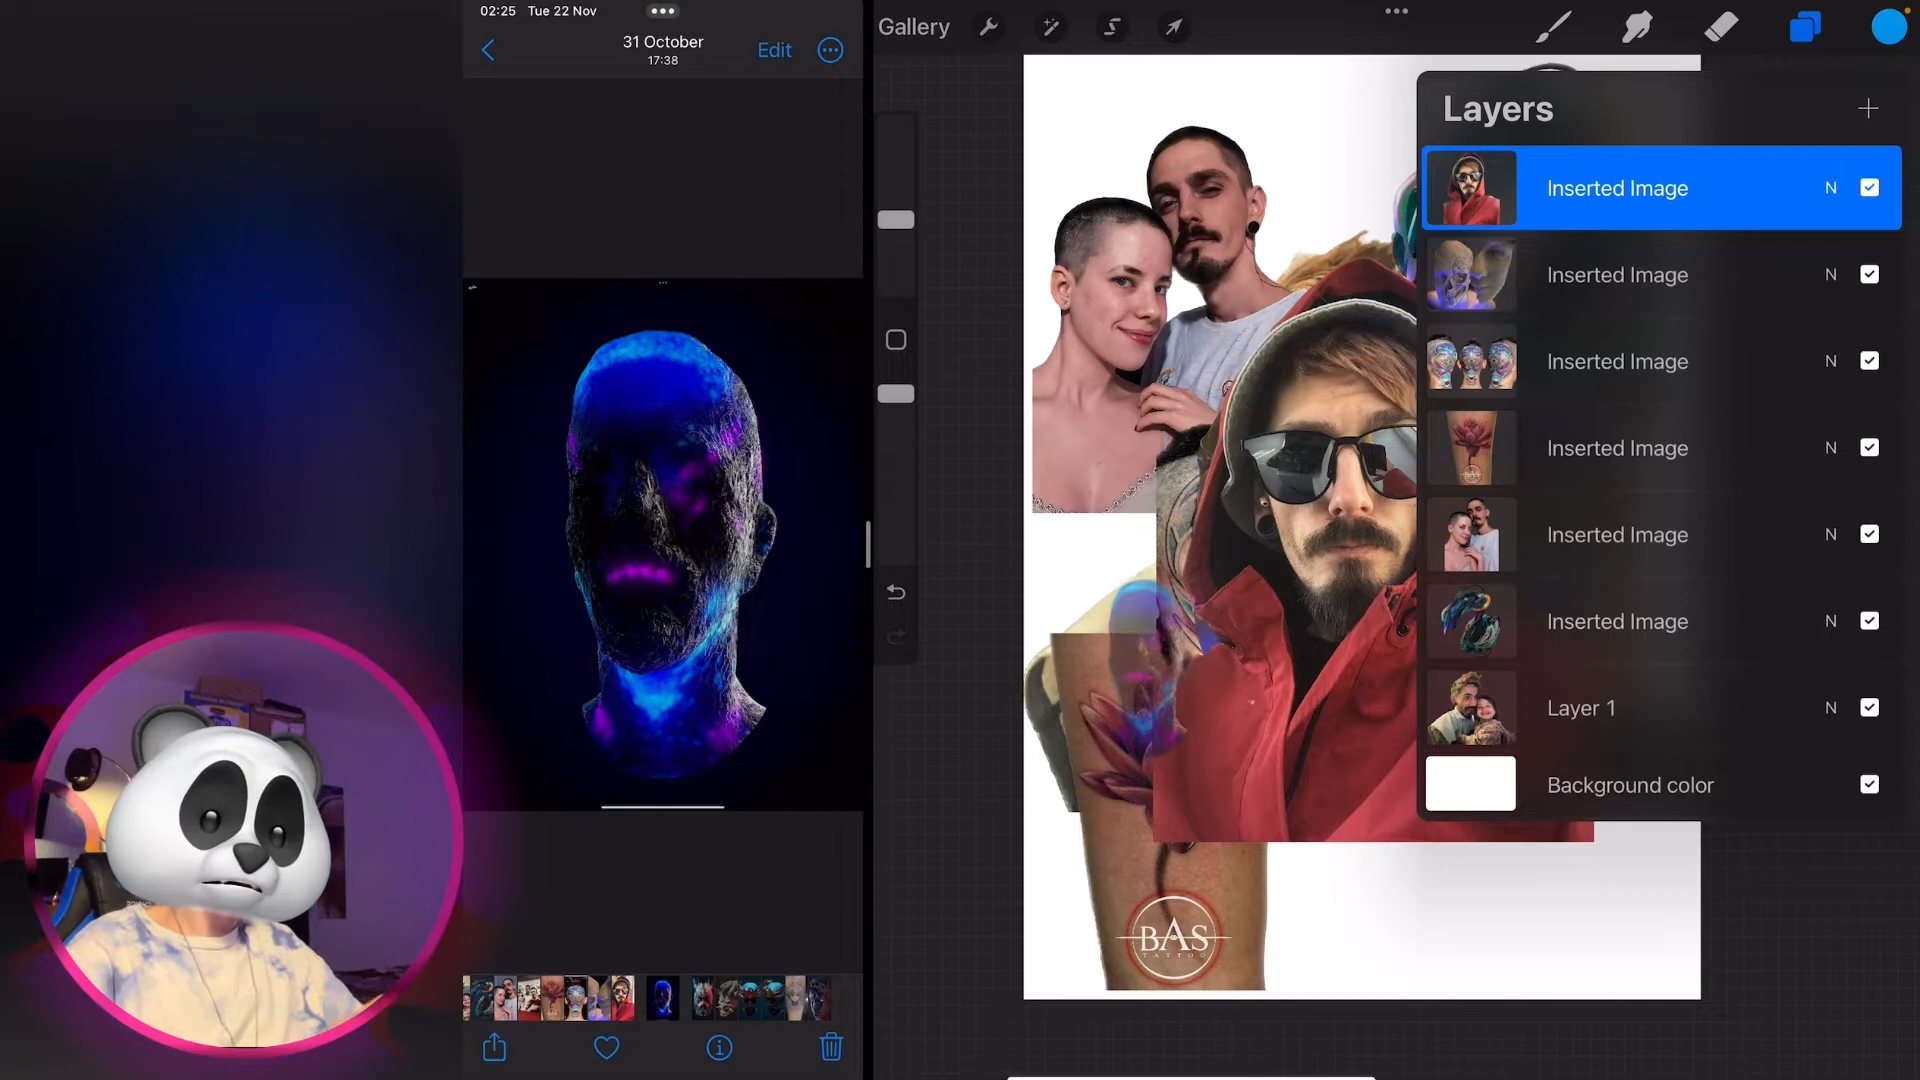 02:25 Tue 22 Nov
31 October
17:38
Edit
Gallery
Layers
Inserted Image N
Inserted Image N
Inserted Image N
Inserted Image N
Inserted Image N
Inserted Image N
Layer 1 N
Background color
BAS
TATTOO